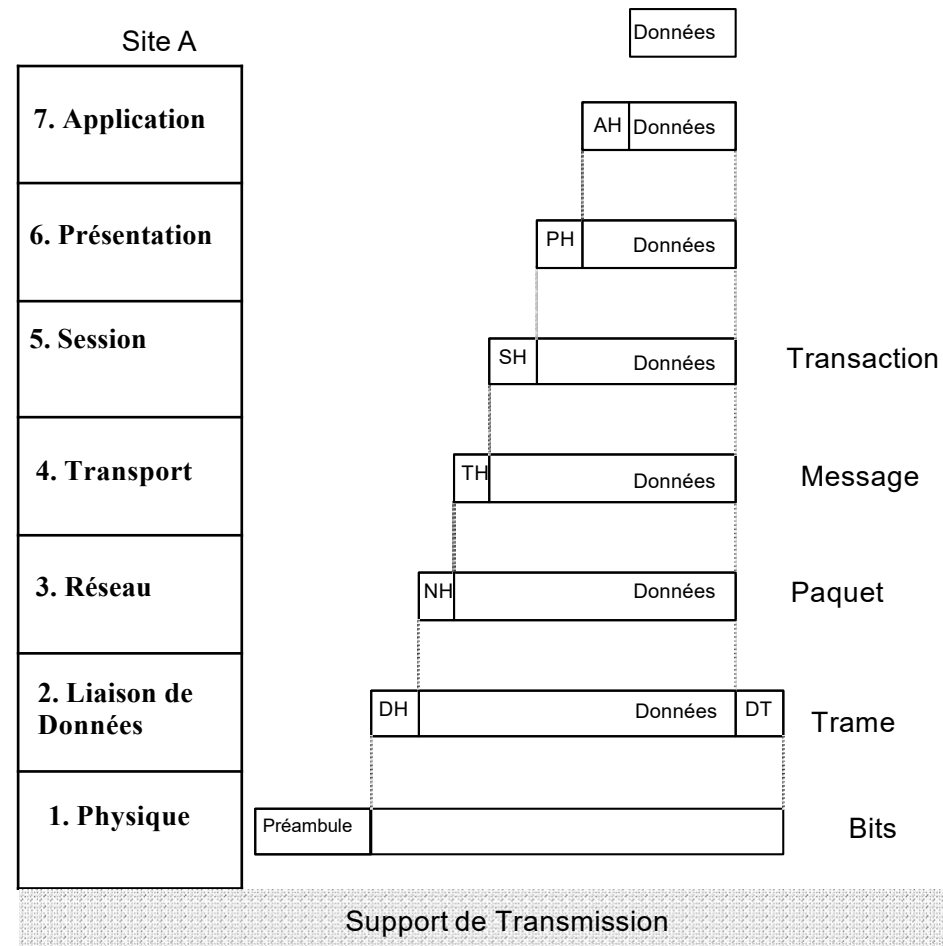 Données
Site A
7. Application
AH Données
6. Présentation
PH Données
5. Session
SH Données
Transaction
4. Transport
TH Données
Message
3. Réseau
NH Données
Paquet
2. Liaison de
Données
DH Données DT
Trame
1. Physique
Préambule
Bits
Support de Transmission